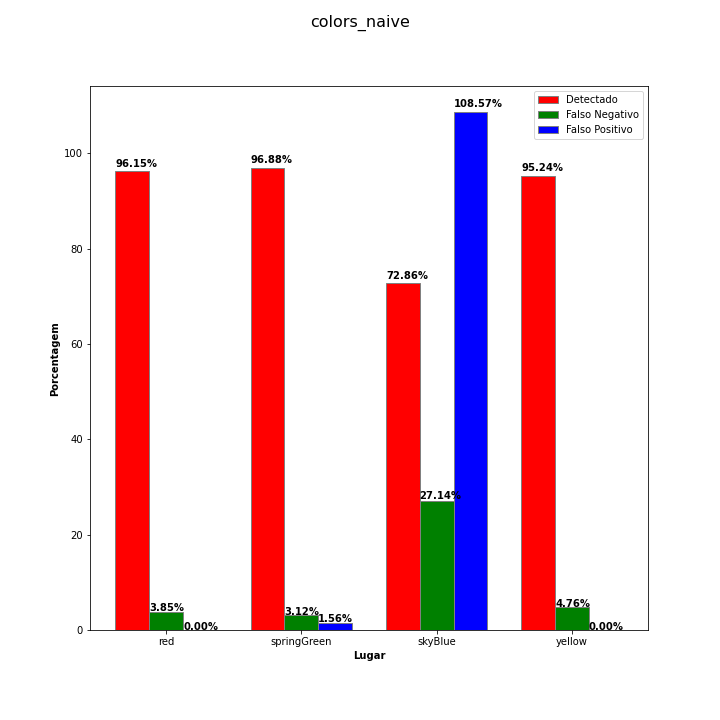 colors_naive
Detectado
Falso Negativo
Falso Positivo
108.57%
96.15%
96.88%
95.24%
72.86%
27.14%
3.85%
0.00%
3.12%
1.56%
4.76%
0.00%
100
80
60
40
20
0
Porcentagem
red
springGreen
skyBlue
yellow
Lugar